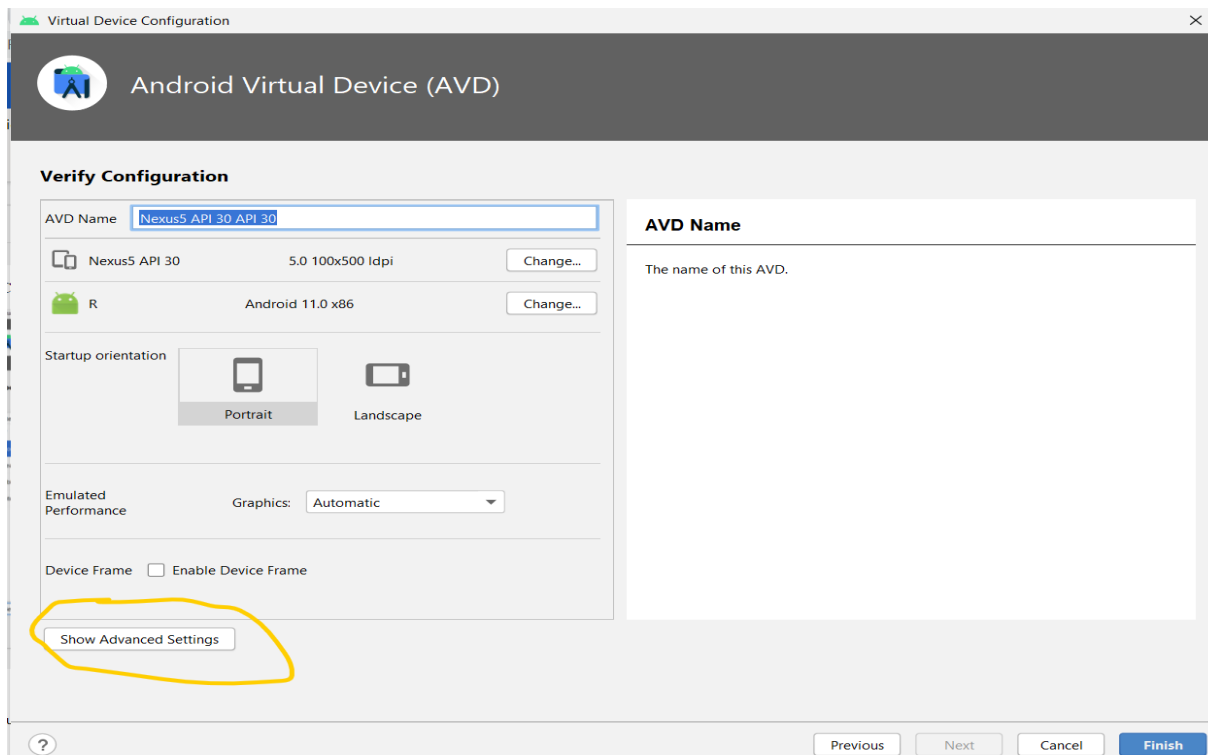 Virtual Device Configuration
Android Virtual Device (AVD)
Verify Configuration
AVD Name Nexus5 API 30 API 30
Nexus5 API 30 5.0 100x500 ldpi Change...
R Android 11.0 x86 Change...
Startup orientation
Portrait Landscape
Emulated
Performance
Graphics: Automatic
Device Frame Enable Device Frame
Show Advanced Settings
AVD Name
The name of this AVD.
? Previous Next Cancel Finish